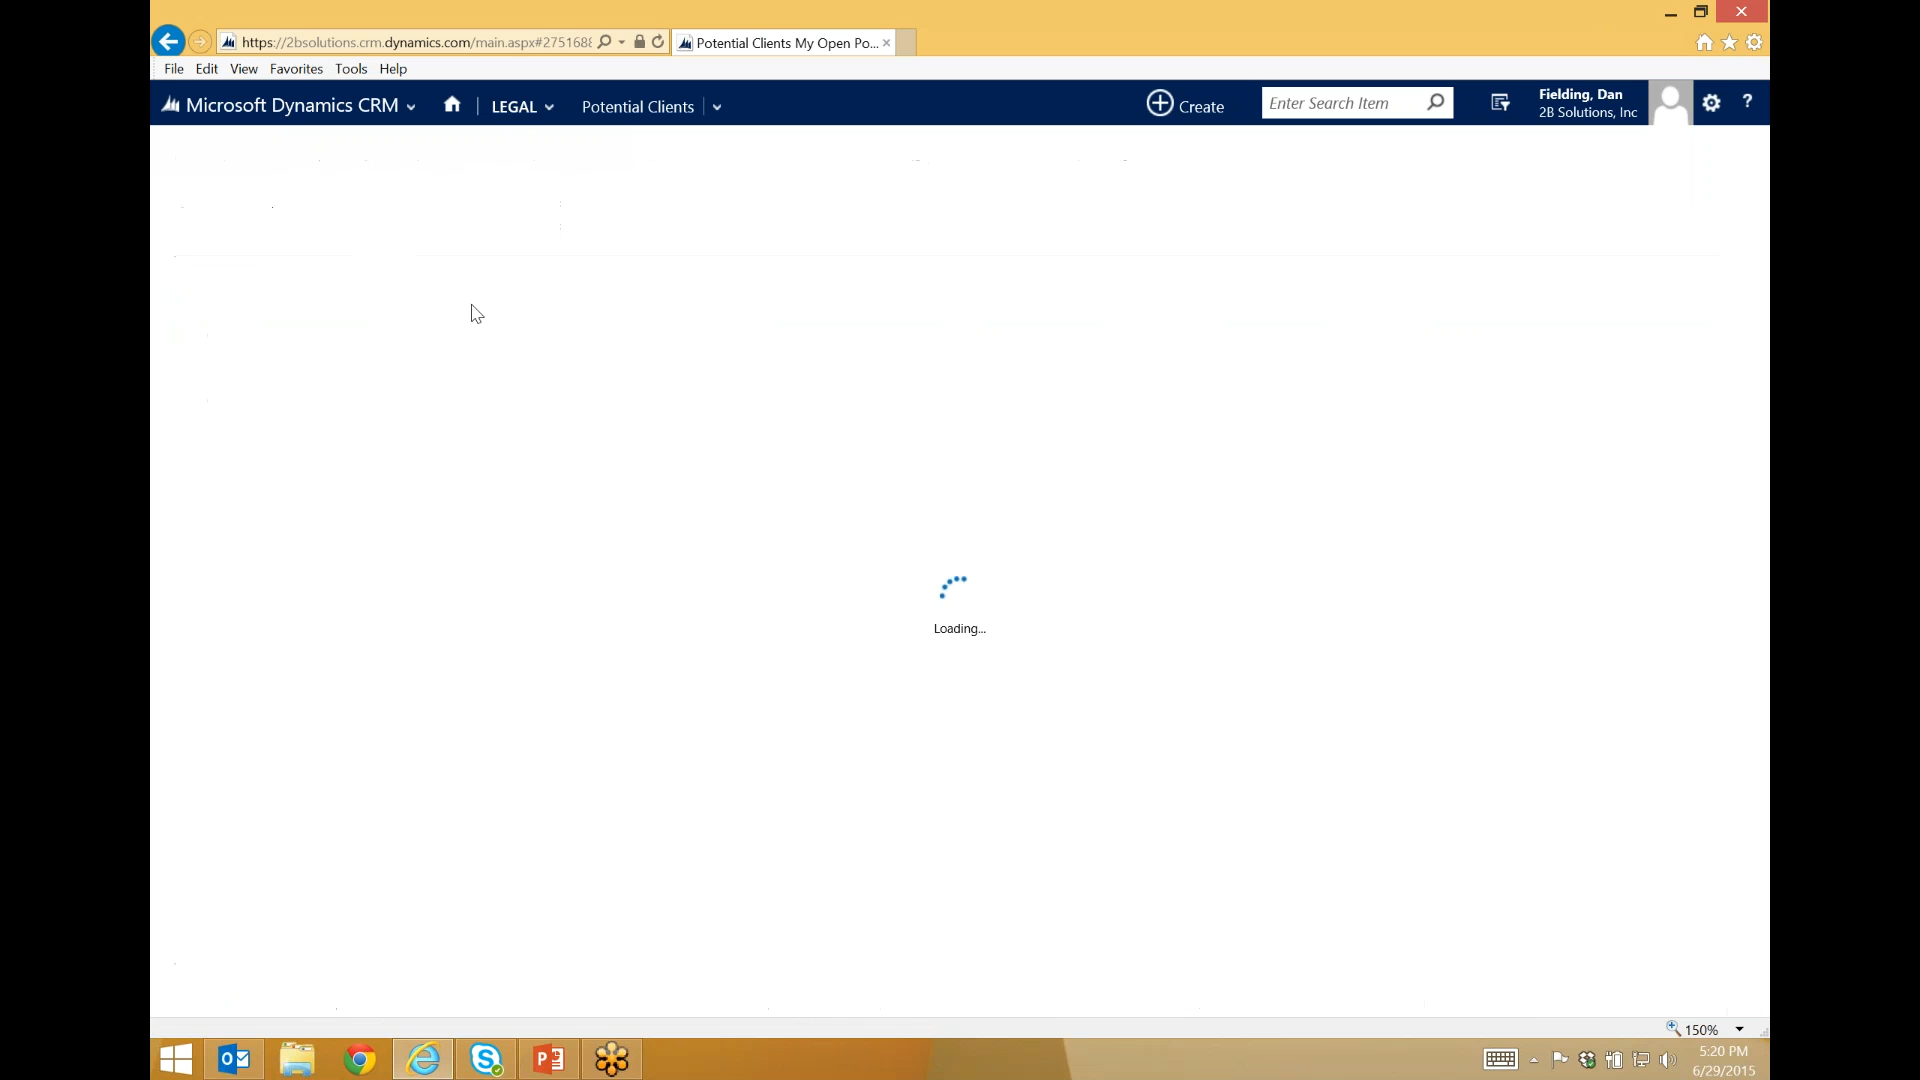 https://2bsolutions.crm.dynamics.com/main.aspx#2751688
Potential Clients My Open Po...
File Edit View Favorites Tools Help
Microsoft Dynamics CRM
LEGAL
Potential Clients
Create
Enter Search Item
Fielding, Dan
2B Solutions, Inc
?
Loading...
150%
5:20 PM
6/29/2015